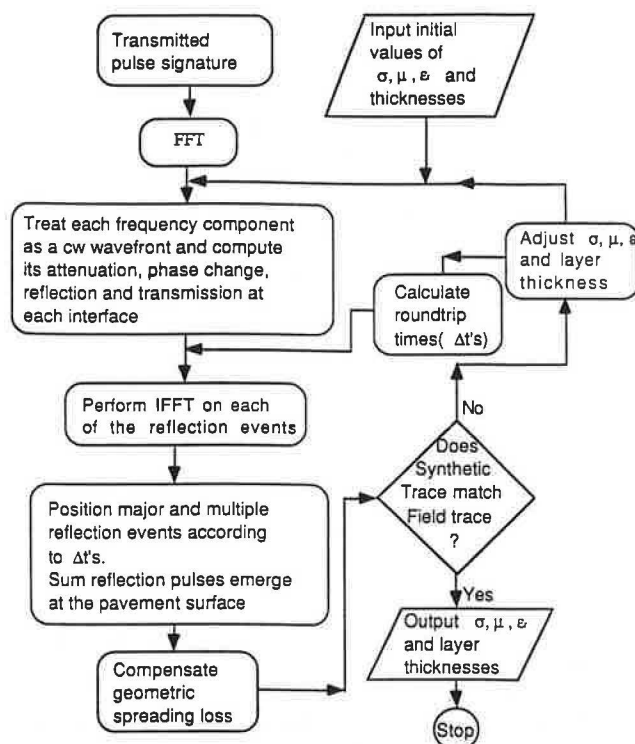 Transmitted
pulse signature
Input initial
values of
σ, μ, ε and
thicknesses
FFT
Treat each frequency component
as a cw wavefront and compute
its attenuation, phase change,
reflection and transmission at
each interface
Adjust σ, μ, ε
and layer
thickness
Calculate
roundtrip
times( Δt's)
Perform IFFT on each
of the reflection events
No
Does
Synthetic
Trace match
Field trace
?
Position major and multiple
reflection events according
to Δt's.
Sum reflection pulses emerge
at the pavement surface
Yes
Output σ, μ, ε
and layer
thicknesses
Compensate
geometric
spreading loss
Stop